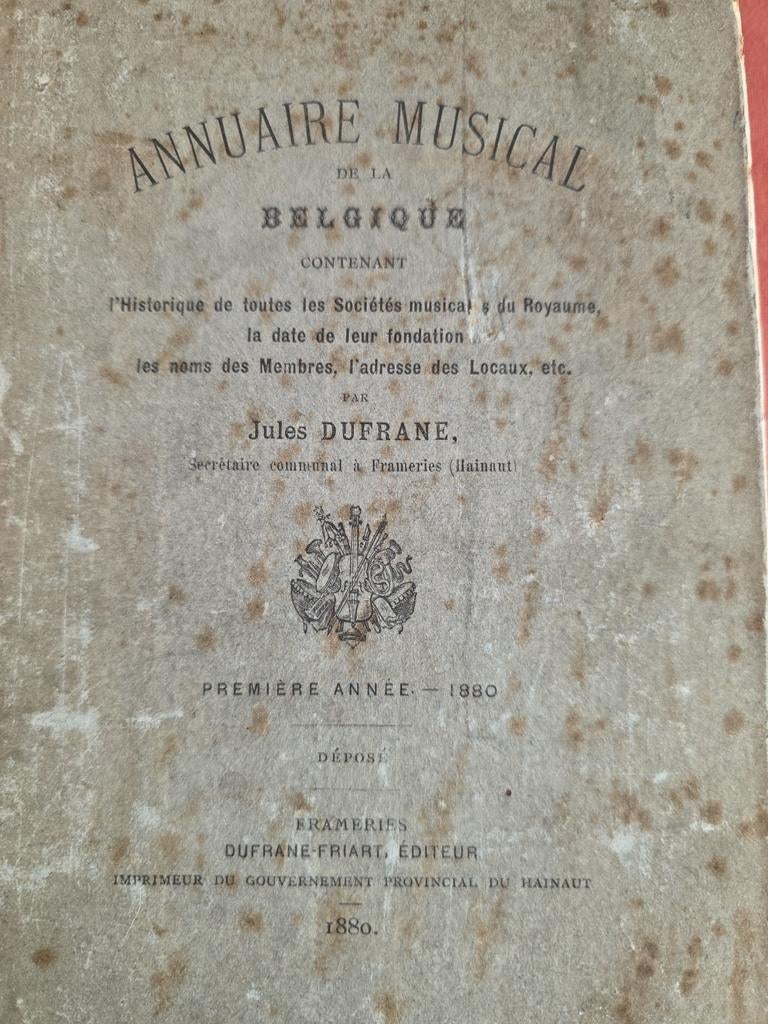 ANNUAIRE MUSICAL
DE LA
BELGIQUE
CONTENANT
l'Historique de toutes les Sociétés musicales du Royaume,
la date de leur fondation
les noms des Membres, l'adresse des Locaux, etc.
PAR
Jules DUFRANE,
Secrétaire communal à Frameries (Hainaut)
PREMIÈRE ANNÉE. — 1880
DÉPOSÉ
FRAMERIES
DUFRANE-FRIART, ÉDITEUR
IMPRIMEUR DU GOUVERNEMENT PROVINCIAL DU HAINAUT
1880.